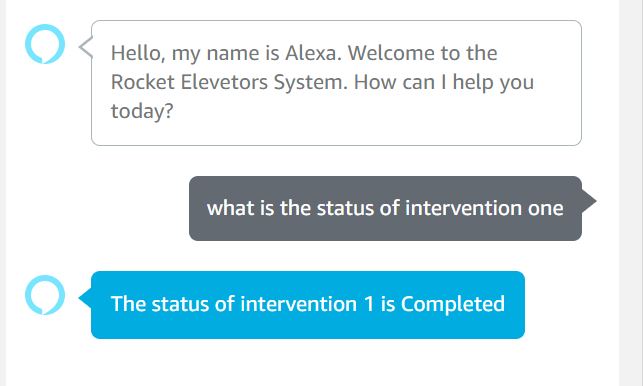 Hello, my name is Alexa. Welcome to the
Rocket Elevetors System. How can I help you
today?
what is the status of intervention one
The status of intervention 1 is Completed